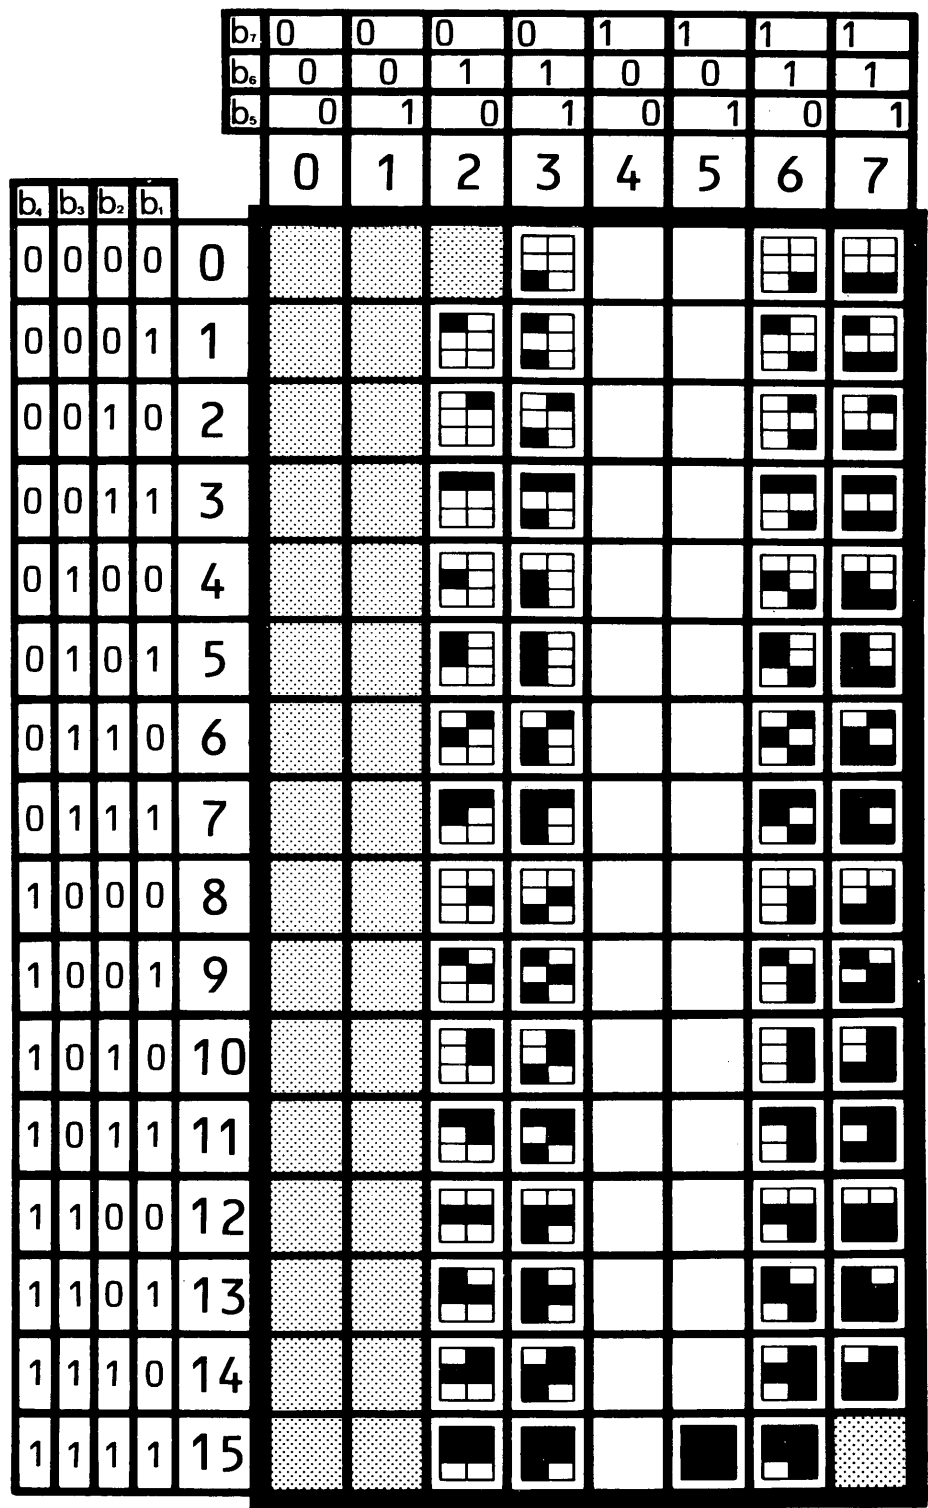 b₇ 0 0 0 0 1 1 1 1
b₆ 0 0 1 1 0 0 1 1
b₅ 0 1 0 1 0 1 0 1
0 1 2 3 4 5 6 7
b₄ b₃ b₂ b₁
0 0 0 0 0
0 0 0 1 1
0 0 1 0 2
0 0 1 1 3
0 1 0 0 4
0 1 0 1 5
0 1 1 0 6
0 1 1 1 7
1 0 0 0 8
1 0 0 1 9
1 0 1 0 10
1 0 1 1 11
1 1 0 0 12
1 1 0 1 13
1 1 1 0 14
1 1 1 1 15